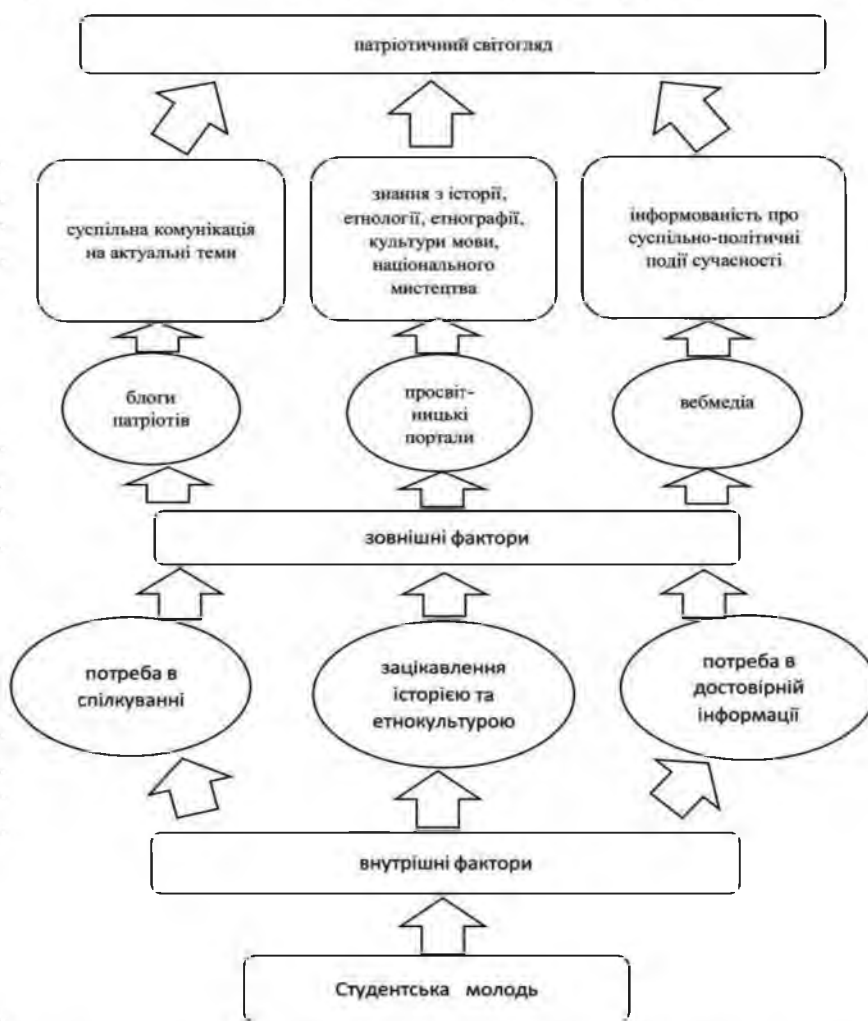 патріотичний світогляд
суспільна комунікація
на актуальні теми
знання з історії,
етнології, етнографії,
культури мови,
національного
мистецтва
інформованість про
суспільно-політичні
події сучасності
блоги
патріотів
просвіт-
ницькі
портали
вебмедіа
зовнішні фактори
потреба в
спілкуванні
зацікавлення
історією та
етнокультурою
потреба в
достовірній
інформації
внутрішні фактори
Студентська молодь